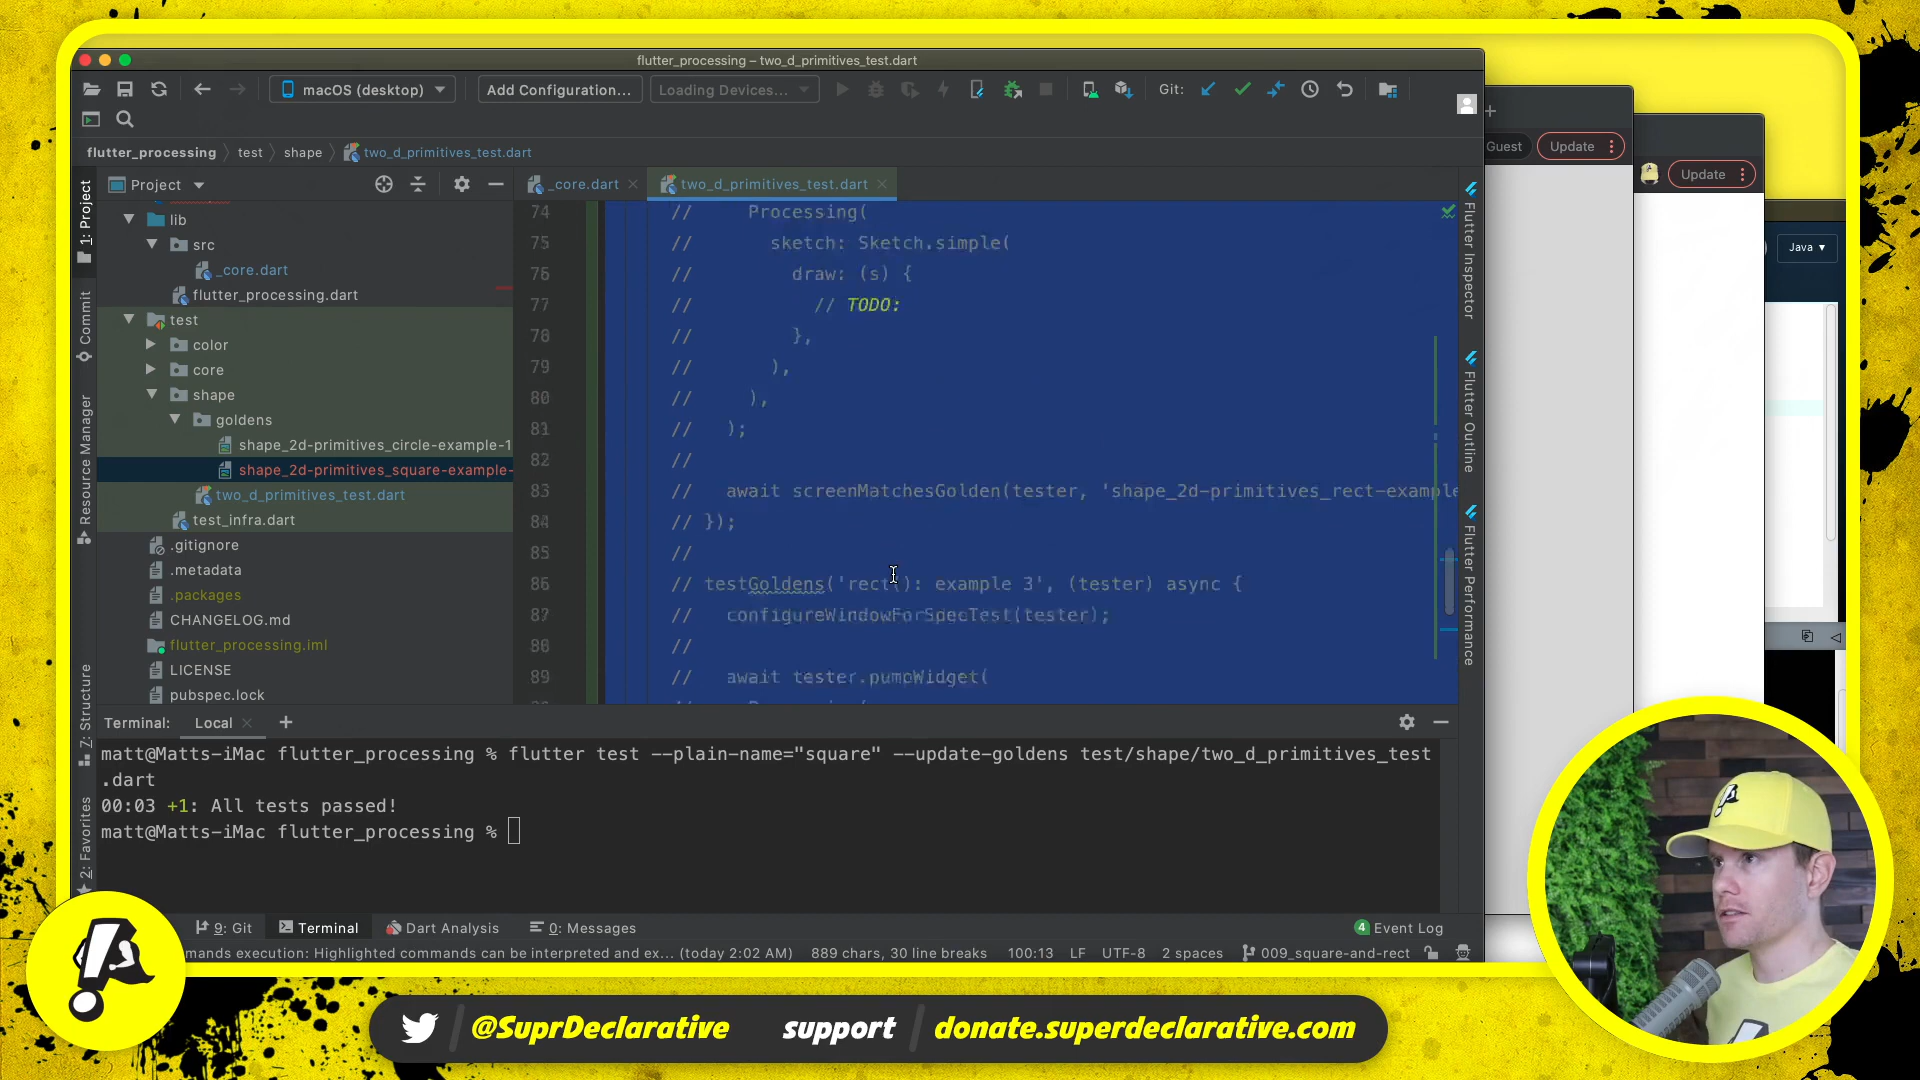 flutter_processing – two_d_primitives_test.dart
macOS (desktop)
Add Configuration...
Loading Devices...
Git:
flutter_processing
test
shape
two_d_primitives_test.dart
Guest
Update
Update
Java
1: Project
Commit
Resource Manager
7: Structure
2: Favorites
Project
lib
src
_core.dart
flutter_processing.dart
test
color
core
shape
goldens
shape_2d-primitives_circle-example-1
shape_2d-primitives_square-example-
two_d_primitives_test.dart
test_infra.dart
.gitignore
.metadata
.packages
CHANGELOG.md
flutter_processing.iml
LICENSE
pubspec.lock
_core.dart
two_d_primitives_test.dart
74 // Processing(
75 // sketch: Sketch.simple(
76 // draw: (s) {
77 // // TODO:
78 // },
79 // ),
80 // ),
81 // );
82 //
83 // await screenMatchesGolden(tester, 'shape_2d-primitives_rect-example
84 // });
85 //
86 // testGoldens('rect(): example 3', (tester) async {
87 // configureWindowForSpecTest(tester);
88 //
89 // await tester.pumpWidget(
Flutter Inspector
Flutter Outline
Flutter Performance
Terminal:
Local
matt@Matts-iMac flutter_processing % flutter test --plain-name="square" --update-goldens test/shape/two_d_primitives_test
.dart
00:03 +1: All tests passed!
matt@Matts-iMac flutter_processing %
9: Git
Terminal
Dart Analysis
0: Messages
4 Event Log
mands execution: Highlighted commands can be interpreted and ex... (today 2:02 AM)
889 chars, 30 line breaks
100:13
LF
UTF-8
2 spaces
009_square-and-rect
@SuprDeclarative
support
donate.superdeclarative.com